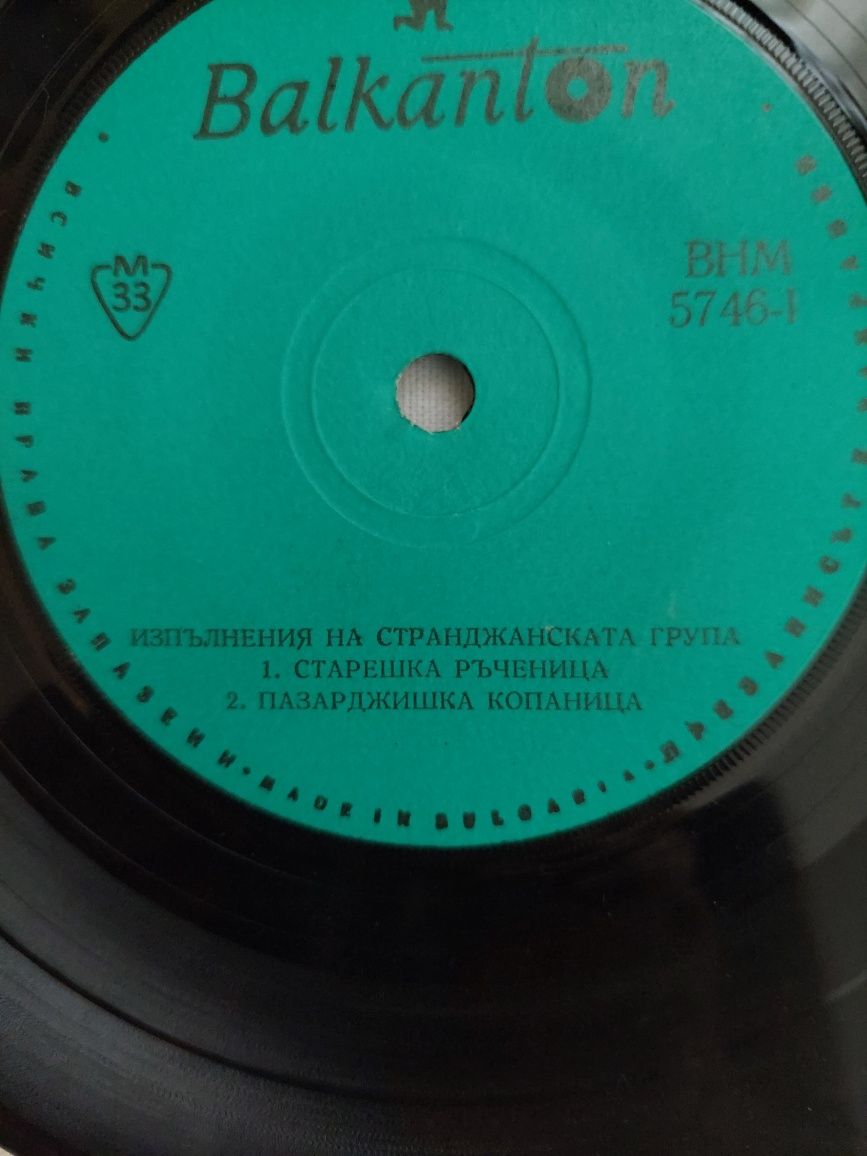 Balkanton
M
33
ВНМ
5746-I
ИЗПЪЛНЕНИЯ НА СТРАНДЖАНСКАТА ГРУПА
1. СТАРЕШКА РЪЧЕНИЦА
2. ПАЗАРДЖИШКА КОПАНИЦА
ВСИЧКИ ПРАВА ЗАПАЗЕНИ • MADE IN BULGARIA • ПРЕЗАПИСЪТ